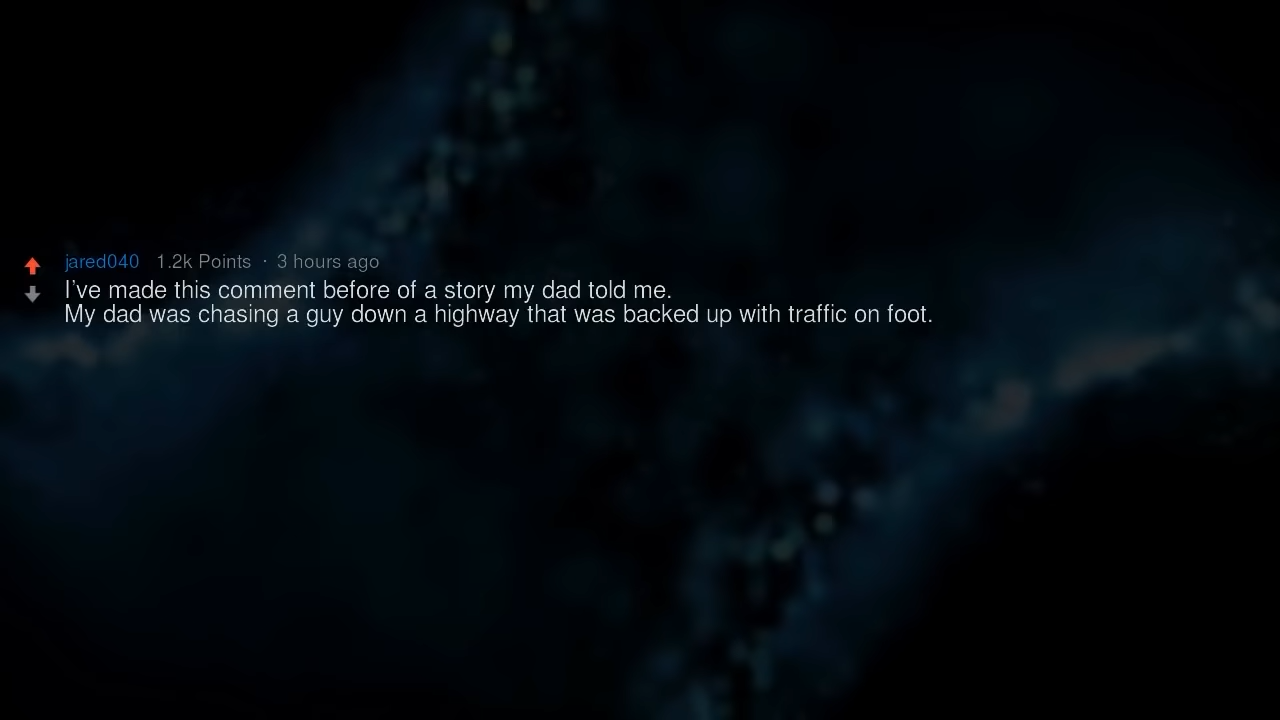 jared040 1.2k Points · 3 hours ago
I've made this comment before of a story my dad told me.
My dad was chasing a guy down a highway that was backed up with traffic on foot.